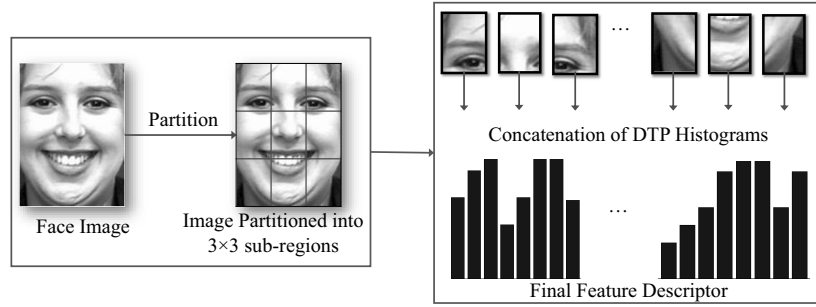 Partition
Face Image
Image Partitioned into
3×3 sub-regions
...
Concatenation of DTP Histograms
...
Final Feature Descriptor